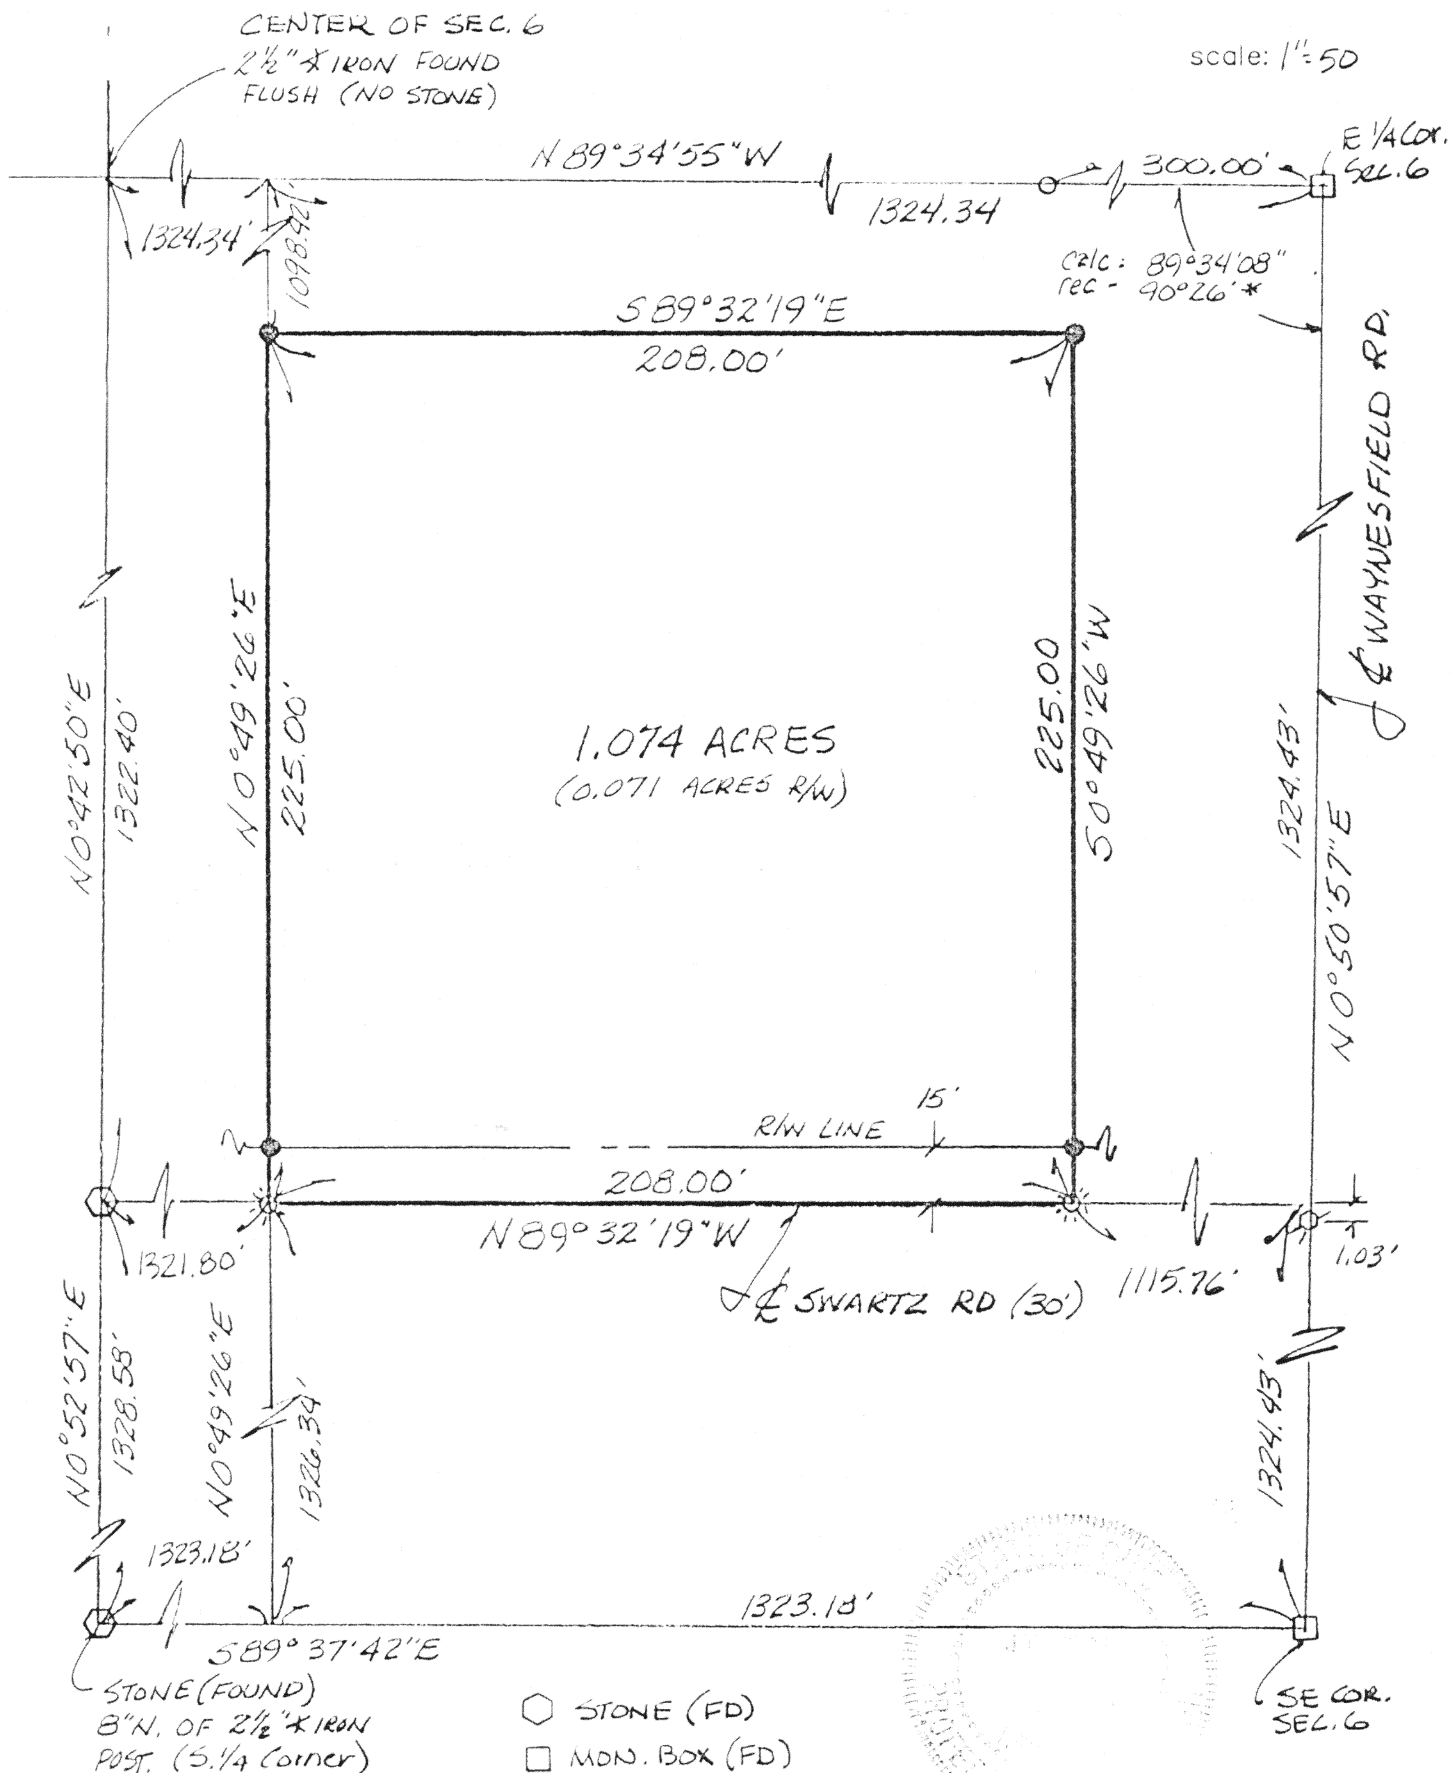 CENTER OF SEC. 6
2½" ∡ IRON FOUND
FLUSH (NO STONE)
scale: 1"=50
E 1/4 COR.
SEC. 6
N 89°34'55"W
300.00'
1324.34'
1324.34
1098.92'
calc: 89°34'08"
rec - 90°26' *
S 89°32'19"E
208.00'
℄ WAYNESFIELD RD.
N 0°42'50"E
1322.40'
N 0°49'26"E
225.00'
1.074 ACRES
(0.071 ACRES R/W)
225.00
S 0°49'26"W
1324.43'
N 0°50'57"E
15'
R/W LINE
208.00'
N 89°32'19"W
1321.80'
℄ SWARTZ RD (30')
1115.76'
1.03'
N 0°52'57"E
1328.58'
N 0°49'26"E
1326.34'
1324.43'
1323.18'
1323.18'
S 89°37'42"E
STONE (FOUND)
8"N. OF 2½" ∡ IRON
POST. (S. 1/4 Corner)
STONE (FD)
MON. BOX (FD)
SE COR.
SEC. 6